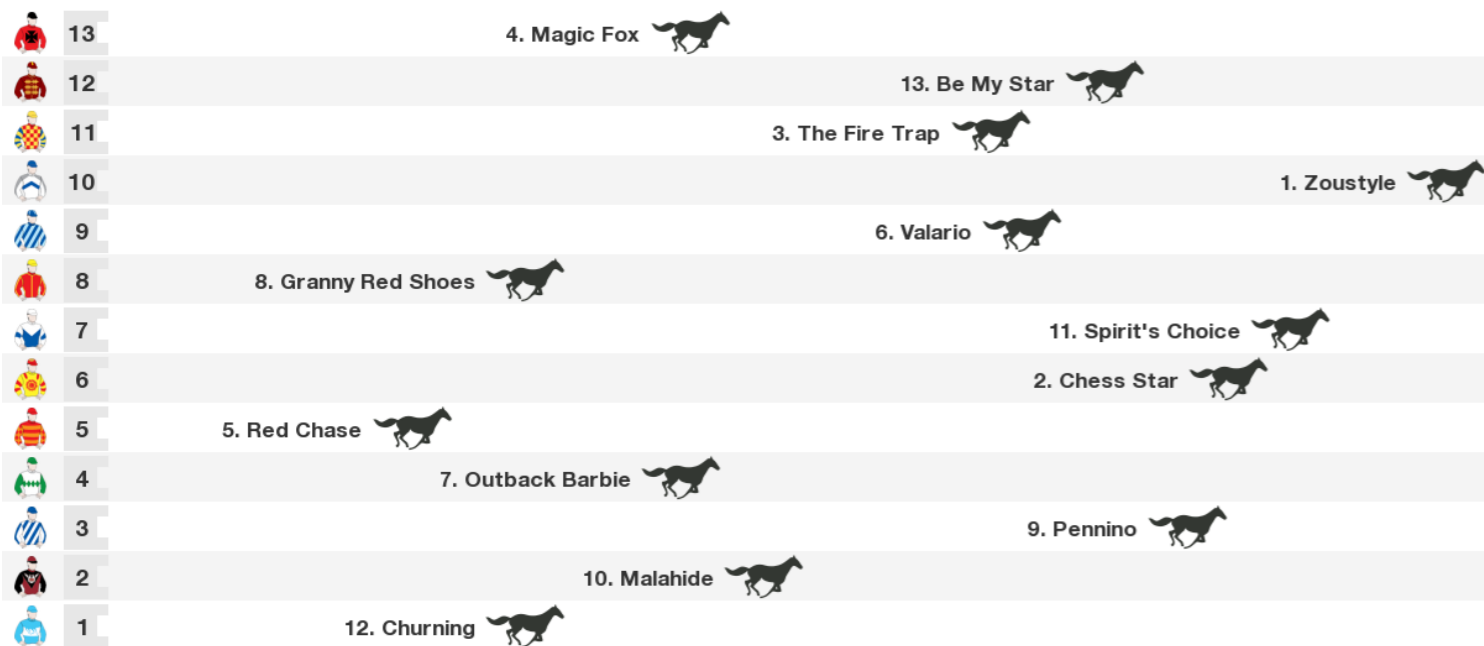 13 4. Magic Fox
12 13. Be My Star
11 3. The Fire Trap
10 1. Zoustyle
9 6. Valario
8 8. Granny Red Shoes
7 11. Spirit's Choice
6 2. Chess Star
5 5. Red Chase
4 7. Outback Barbie
3 9. Pennino
2 10. Malahide
1 12. Churning